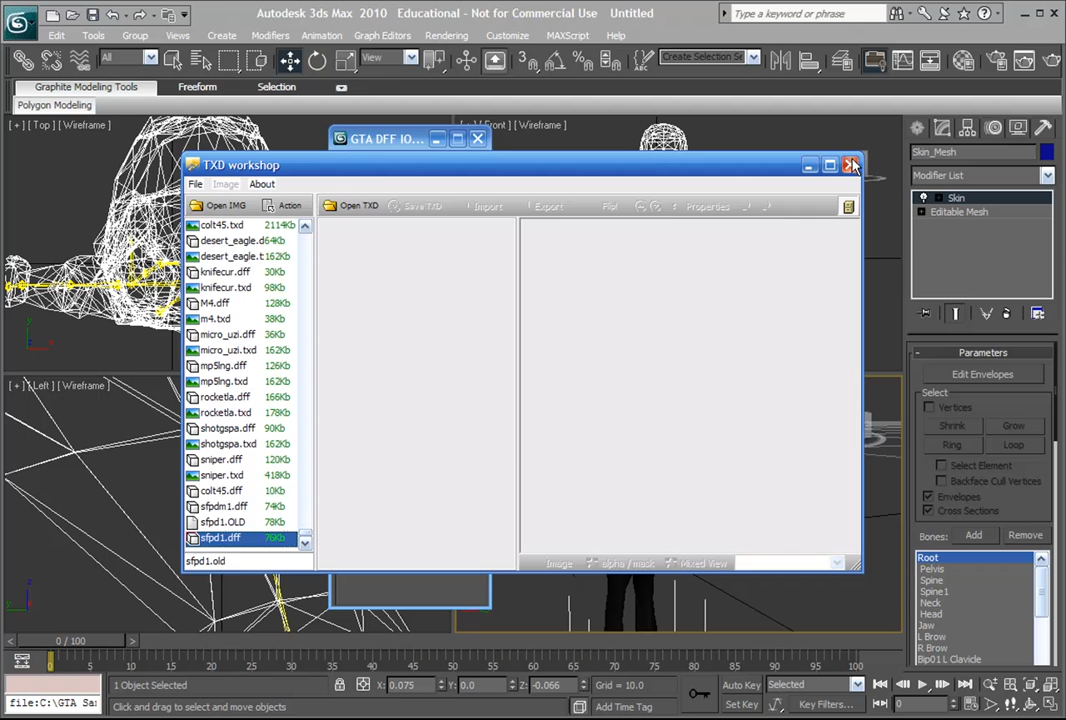 Autodesk 3ds Max 2010 Educational - Not for Commercial Use Untitled
Type a keyword or phrase
Edit Tools Group Views Create Modifiers Animation Graph Editors Rendering Customize MAXScript Help
All View Create Selection Se
Graphite Modeling Tools Freeform Selection
Polygon Modeling
[ + ] [ Top ] [ Wireframe ]
[ + ] [ Front ] [ Wireframe ]
GTA DFF IO...
TXD workshop
File Image About
Open IMG Action Open TXD Save TXD Import Export Flip! Properties
colt45.txd 2114Kb
desert_eagle.d 64Kb
desert_eagle.t 162Kb
knifecur.dff 30Kb
knifecur.txd 98Kb
M4.dff 128Kb
m4.txd 38Kb
micro_uzi.dff 36Kb
micro_uzi.txd 162Kb
mp5lng.dff 126Kb
mp5lng.txd 162Kb
rocketla.dff 166Kb
rocketla.txd 178Kb
shotgspa.dff 90Kb
shotgspa.txd 162Kb
sniper.dff 120Kb
sniper.txd 418Kb
colt45.dff 10Kb
sfpdm1.dff 74Kb
sfpd1.OLD 78Kb
sfpd1.dff 76Kb
sfpd1.old
Image alpha / mask Mixed View
[ + ] [ Left ] [ Wireframe ]
Skin_Mesh
Modifier List
Skin
Editable Mesh
Parameters
Edit Envelopes
Select
Vertices
Shrink Grow
Ring Loop
Select Element
Backface Cull Vertices
Envelopes
Cross Sections
Bones: Add Remove
Root
Pelvis
Spine
Spine1
Neck
Head
Jaw
L Brow
R Brow
Bip01 L Clavicle
0 / 100
0 5 10 15 20 25 30 35 40 45 50 55 60 65 70 75 80 85 90 95 100
1 Object Selected X: 0.075 Y: 0.0 Z: -0.066 Grid = 10.0 Auto Key Selected
file:C:\GTA Sa Click and drag to select and move objects Add Time Tag Set Key Key Filters... 0